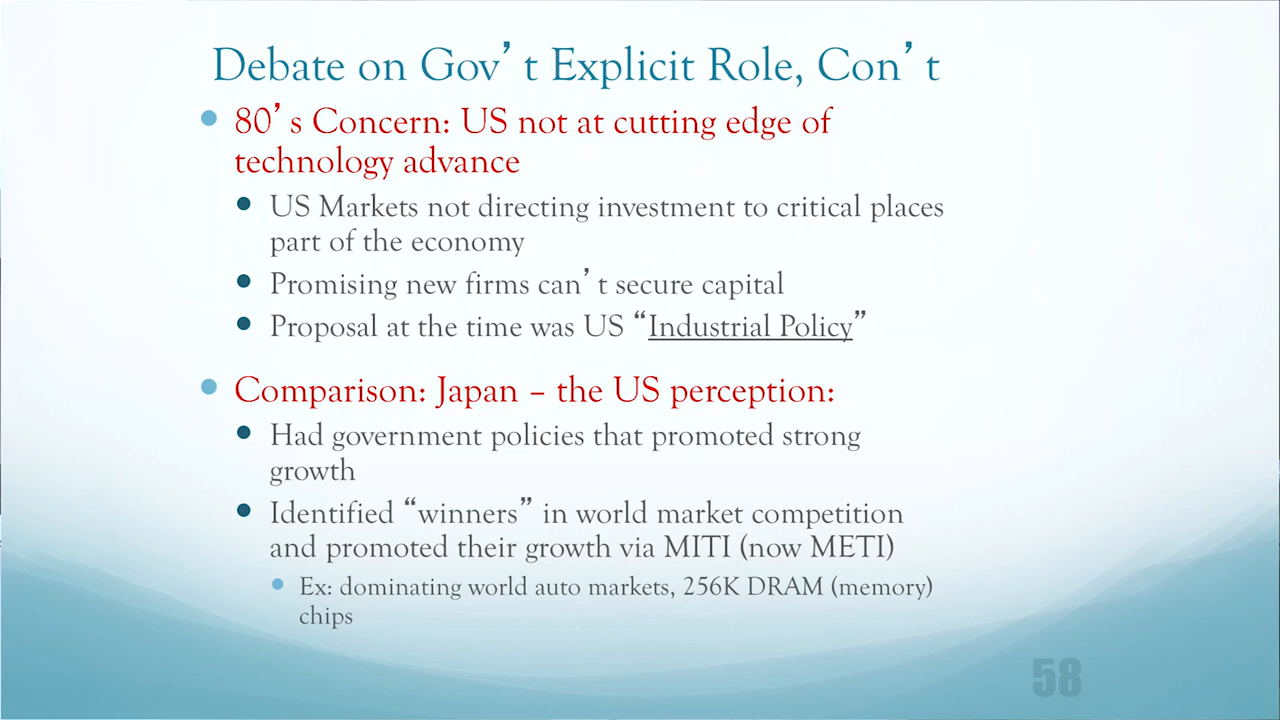 Debate on Gov’t Explicit Role, Con’t
80’s Concern: US not at cutting edge of
technology advance
US Markets not directing investment to critical places
part of the economy
Promising new firms can’t secure capital
Proposal at the time was US “Industrial Policy”
Comparison: Japan – the US perception:
Had government policies that promoted strong
growth
Identified “winners” in world market competition
and promoted their growth via MITI (now METI)
Ex: dominating world auto markets, 256K DRAM (memory)
chips
58